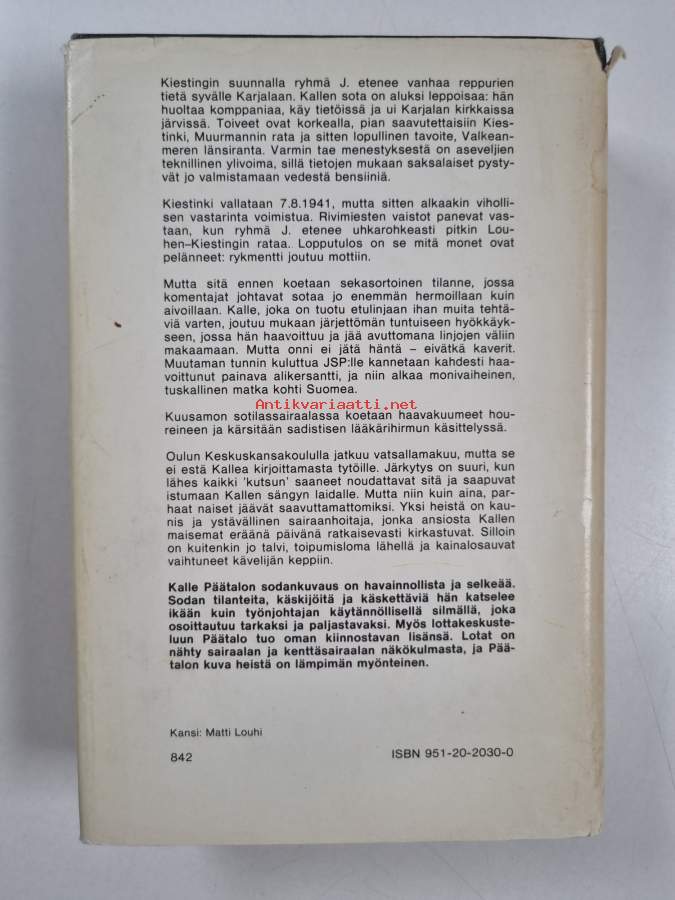 Kiestingin suunnalla ryhmä J. etenee vanhaa reppurien
tietä syvälle Karjalaan. Kallen sota on aluksi leppoisaa: hän
huoltaa komppaniaa, käy tietöissä ja ui Karjalan kirkkaissa
järvissä. Toiveet ovat korkealla, pian saavutettaisiin Kies-
tinki, Muurmannin rata ja sitten lopullinen tavoite, Valkean-
meren länsiranta. Varmin tae menestyksestä on aseveljien
teknillinen ylivoima, sillä tietojen mukaan saksalaiset pysty-
vät jo valmistamaan vedestä bensiiniä.
Kiestinki vallataan 7.8.1941, mutta sitten alkaakin viholli-
sen vastarinta voimistua. Rivimiesten vaistot panevat vas-
taan, kun ryhmä J. etenee uhkarohkeasti pitkin Lou-
hen–Kiestingin rataa. Lopputulos on se mitä monet ovat
pelänneet: rykmentti joutuu mottiin.
Mutta sitä ennen koetaan sekasortoinen tilanne, jossa
komentajat johtavat sotaa jo enemmän hermoillaan kuin
aivoillaan. Kalle, joka on tuotu etulinjaan ihan muita tehtä-
viä varten, joutuu mukaan järjettömän tuntuiseen hyökkäyk-
seen, jossa hän haavoittuu ja jää avuttomana linjojen väliin
makaamaan. Mutta onni ei jätä häntä – eivätkä kaverit.
Muutaman tunnin kuluttua JSP:lle kannetaan kahdesti haa-
voittunut painava alikersantti, ja niin alkaa monivaiheinen,
tuskallinen matka kohti Suomea.
Antikvariaatti.net
Kuusamon sotilassairaalassa koetaan haavakuumeet hou-
reineen ja kärsitään sadistisen lääkärihirmun käsittelyssä.
Oulun Keskuskansakoululla jatkuu vatsallamakuu, mutta se
ei estä Kallea kirjoittamasta tytöille. Järkytys on suuri, kun
lähes kaikki 'kutsun' saaneet noudattavat sitä ja saapuvat
istumaan Kallen sängyn laidalle. Mutta niin kuin aina, par-
haat naiset jäävät saavuttamattomiksi. Yksi heistä on kau-
nis ja ystävällinen sairaanhoitaja, jonka ansiosta Kallen
maisemat eräänä päivänä ratkaisevasti kirkastuvat. Silloin
on kuitenkin jo talvi, toipumisloma lähellä ja kainalosauvat
vaihtuneet kävelijän keppiin.
Kalle Päätalon sodankuvaus on havainnollista ja selkeää.
Sodan tilanteita, käskijöitä ja käskettäviä hän katselee
ikään kuin työnjohtajan käytännöllisellä silmällä, joka
osoittautuu tarkaksi ja paljastavaksi. Myös lottakeskuste-
luun Päätalo tuo oman kiinnostavan lisänsä. Lotat on
nähty sairaalan ja kenttäsairaalan näkökulmasta, ja Pää-
talon kuva heistä on lämpimän myönteinen.
Kansi: Matti Louhi
842
ISBN 951-20-2030-0